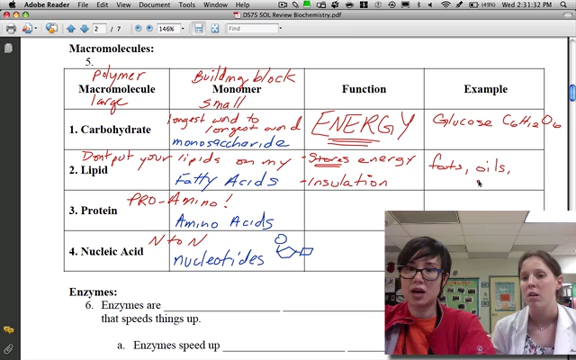 Adobe Reader File Edit View Document Tools Window Help
Wed 2:31:32 PM
DS75 SOL Review Biochemistry.pdf
2 / 7 146% Find
Macromolecules:
5.
Polymer Building block
Macromolecule Monomer Function Example
large small
1. Carbohydrate longest word to longest word monosaccharide ENERGY Glucose C6H12O6
Don't put your lipids on my
2. Lipid Fatty Acids - Stores energy - Insulation fats, oils,
PRO-Amino!
3. Protein Amino Acids
N to N
4. Nucleic Acid nucleotides
Enzymes:
6. Enzymes are
that speeds things up.
a. Enzymes speed up